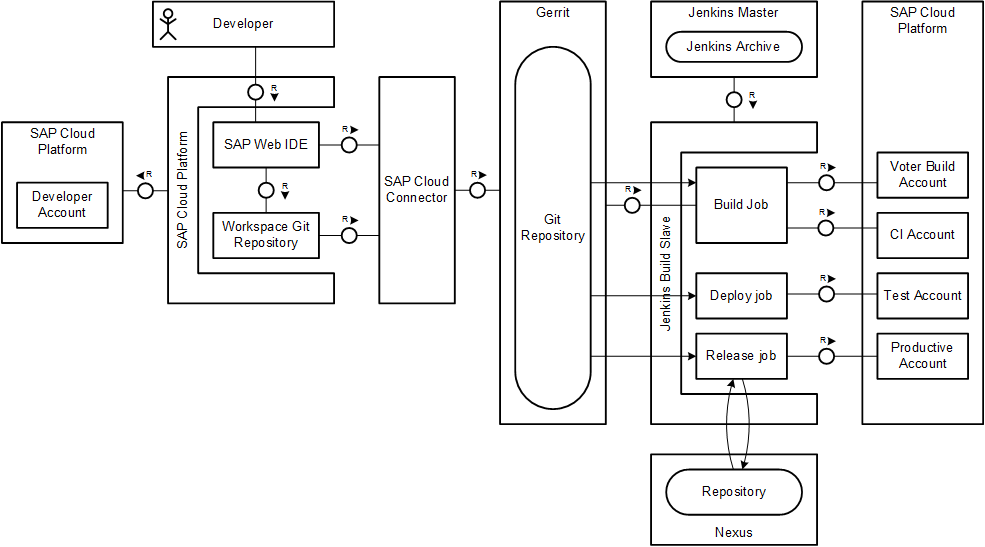 Developer
Gerrit
Jenkins Master
Jenkins Archive
SAP Cloud
Platform
R
R
SAP Cloud
Platform
Developer
Account
R
SAP Cloud Platform
SAP Web IDE
R
R
Workspace Git
Repository
R
SAP Cloud
Connector
R
Git
Repository
R
Jenkins Build Slave
Build Job
R
R
Voter Build
Account
CI Account
Deploy job
R
Test Account
Release job
R
Productive
Account
Repository
Nexus